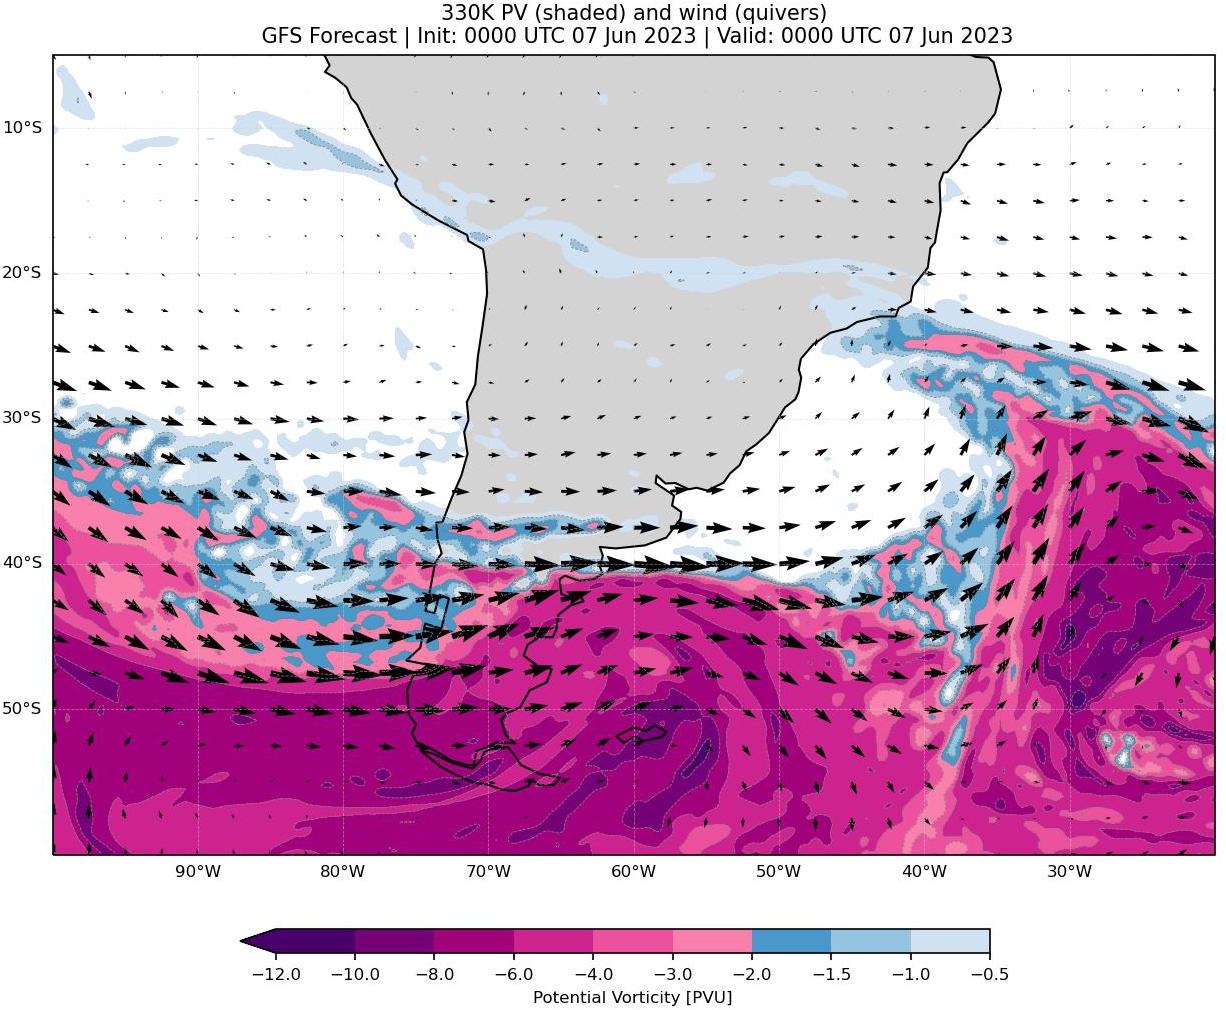 330K PV (shaded) and wind (quivers)
GFS Forecast | Init: 0000 UTC 07 Jun 2023 | Valid: 0000 UTC 07 Jun 2023
10°S
20°S
30°S
40°S
50°S
90°W 80°W 70°W 60°W 50°W 40°W 30°W
−12.0 −10.0 −8.0 −6.0 −4.0 −3.0 −2.0 −1.5 −1.0 −0.5
Potential Vorticity [PVU]